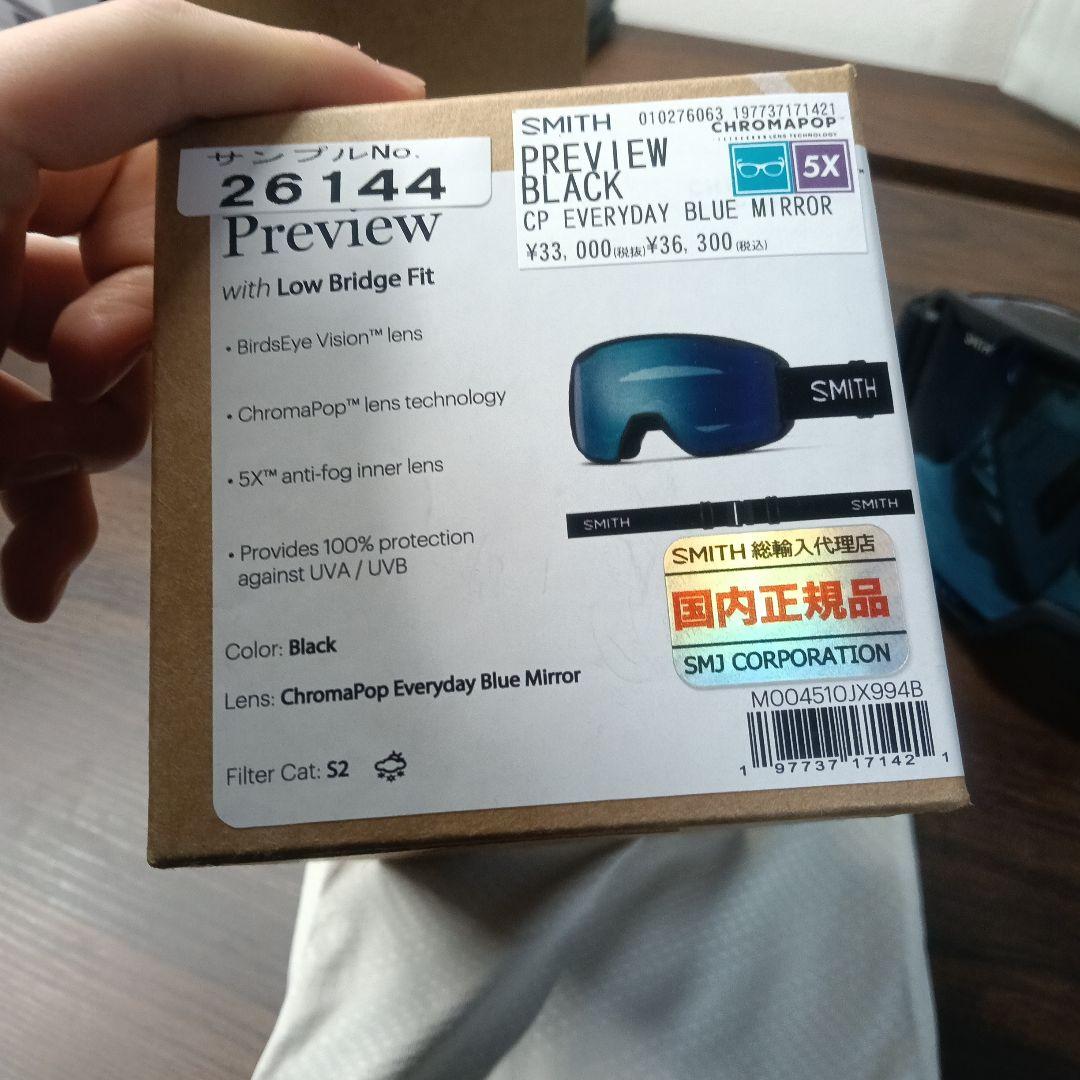 サンプルNo.
26144
SMITH 010276063 197737171421
CHROMAPOP™
LENS TECHNOLOGY
PREVIEW
BLACK
5X
CP EVERYDAY BLUE MIRROR
¥33,000(税抜)¥36,300(税込)
Preview
with Low Bridge Fit
• BirdsEye Vision™ lens
• ChromaPop™ lens technology
• 5X™ anti-fog inner lens
• Provides 100% protection
against UVA / UVB
Color: Black
Lens: ChromaPop Everyday Blue Mirror
Filter Cat: S2
SMITH
SMITH
SMITH
SMITH 総輸入代理店
国内正規品
SMJ CORPORATION
M004510JX994B
1 97737 17142 1
SMITH